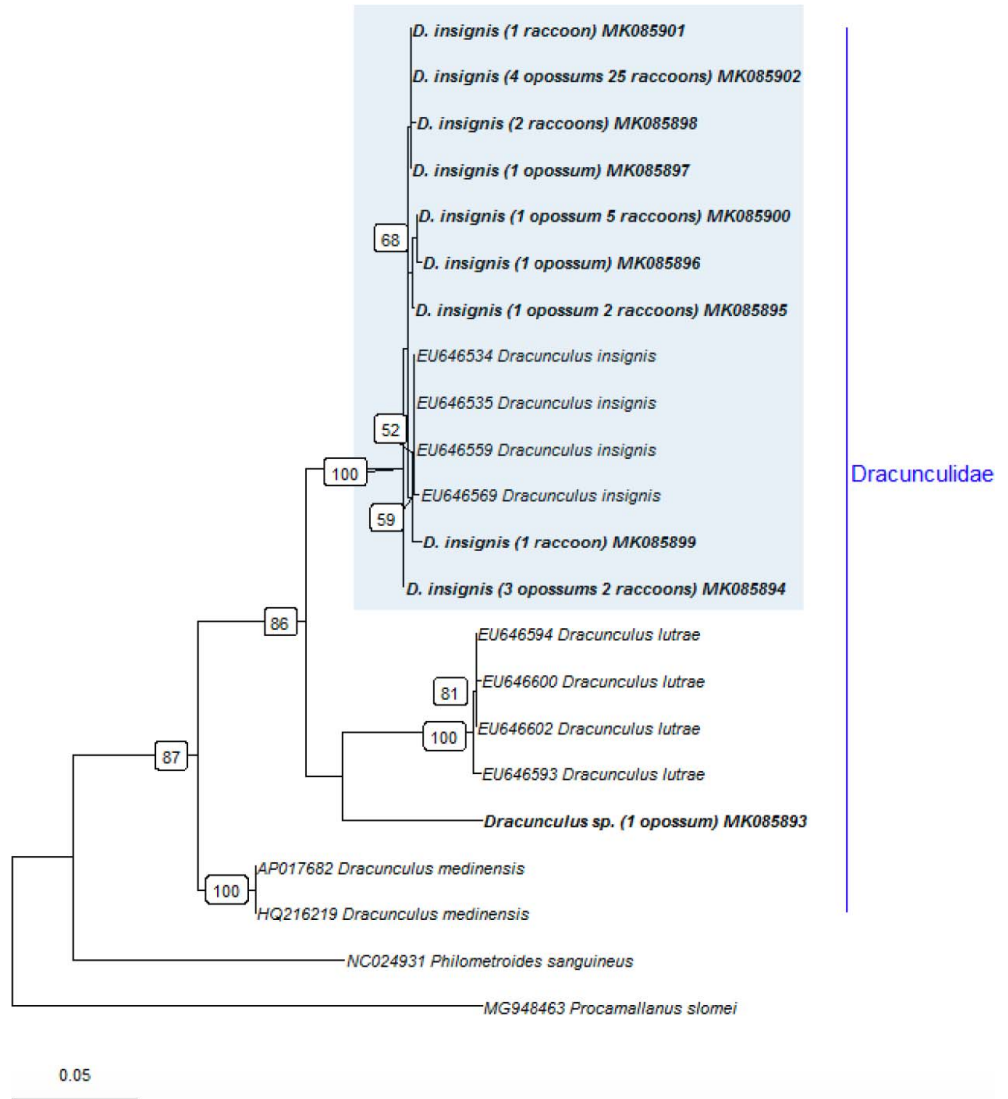 D. insignis (1 raccoon) MK085901
D. insignis (4 opossums 25 raccoons) MK085902
D. insignis (2 raccoons) MK085898
D. insignis (1 opossum) MK085897
D. insignis (1 opossum 5 raccoons) MK085900
68
D. insignis (1 opossum) MK085896
D. insignis (1 opossum 2 raccoons) MK085895
EU646534 Dracunculus insignis
EU646535 Dracunculus insignis
52
EU646559 Dracunculus insignis
100
Dracunculidae
EU646569 Dracunculus insignis
59
D. insignis (1 raccoon) MK085899
D. insignis (3 opossums 2 raccoons) MK085894
86
EU646594 Dracunculus lutrae
EU646600 Dracunculus lutrae
81
EU646602 Dracunculus lutrae
100
87
EU646593 Dracunculus lutrae
Dracunculus sp. (1 opossum) MK085893
AP017682 Dracunculus medinensis
100
HQ216219 Dracunculus medinensis
NC024931 Philometroides sanguineus
MG948463 Procamallanus slomei
0.05